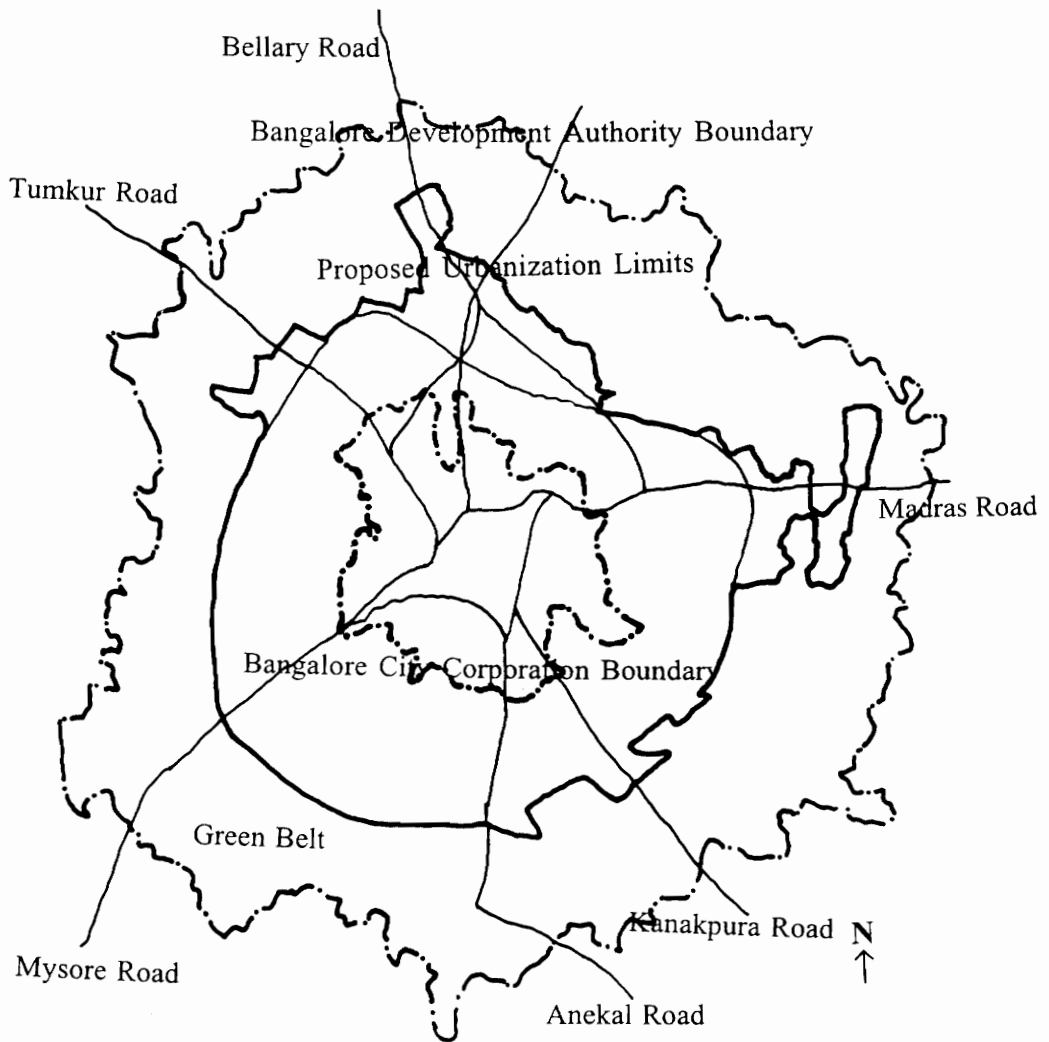 Bellary Road
Bangalore Development Authority Boundary
Tumkur Road
Proposed Urbanization Limits
Madras Road
Bangalore City Corporation Boundary
Green Belt
Kanakpura Road
N
Mysore Road
Anekal Road